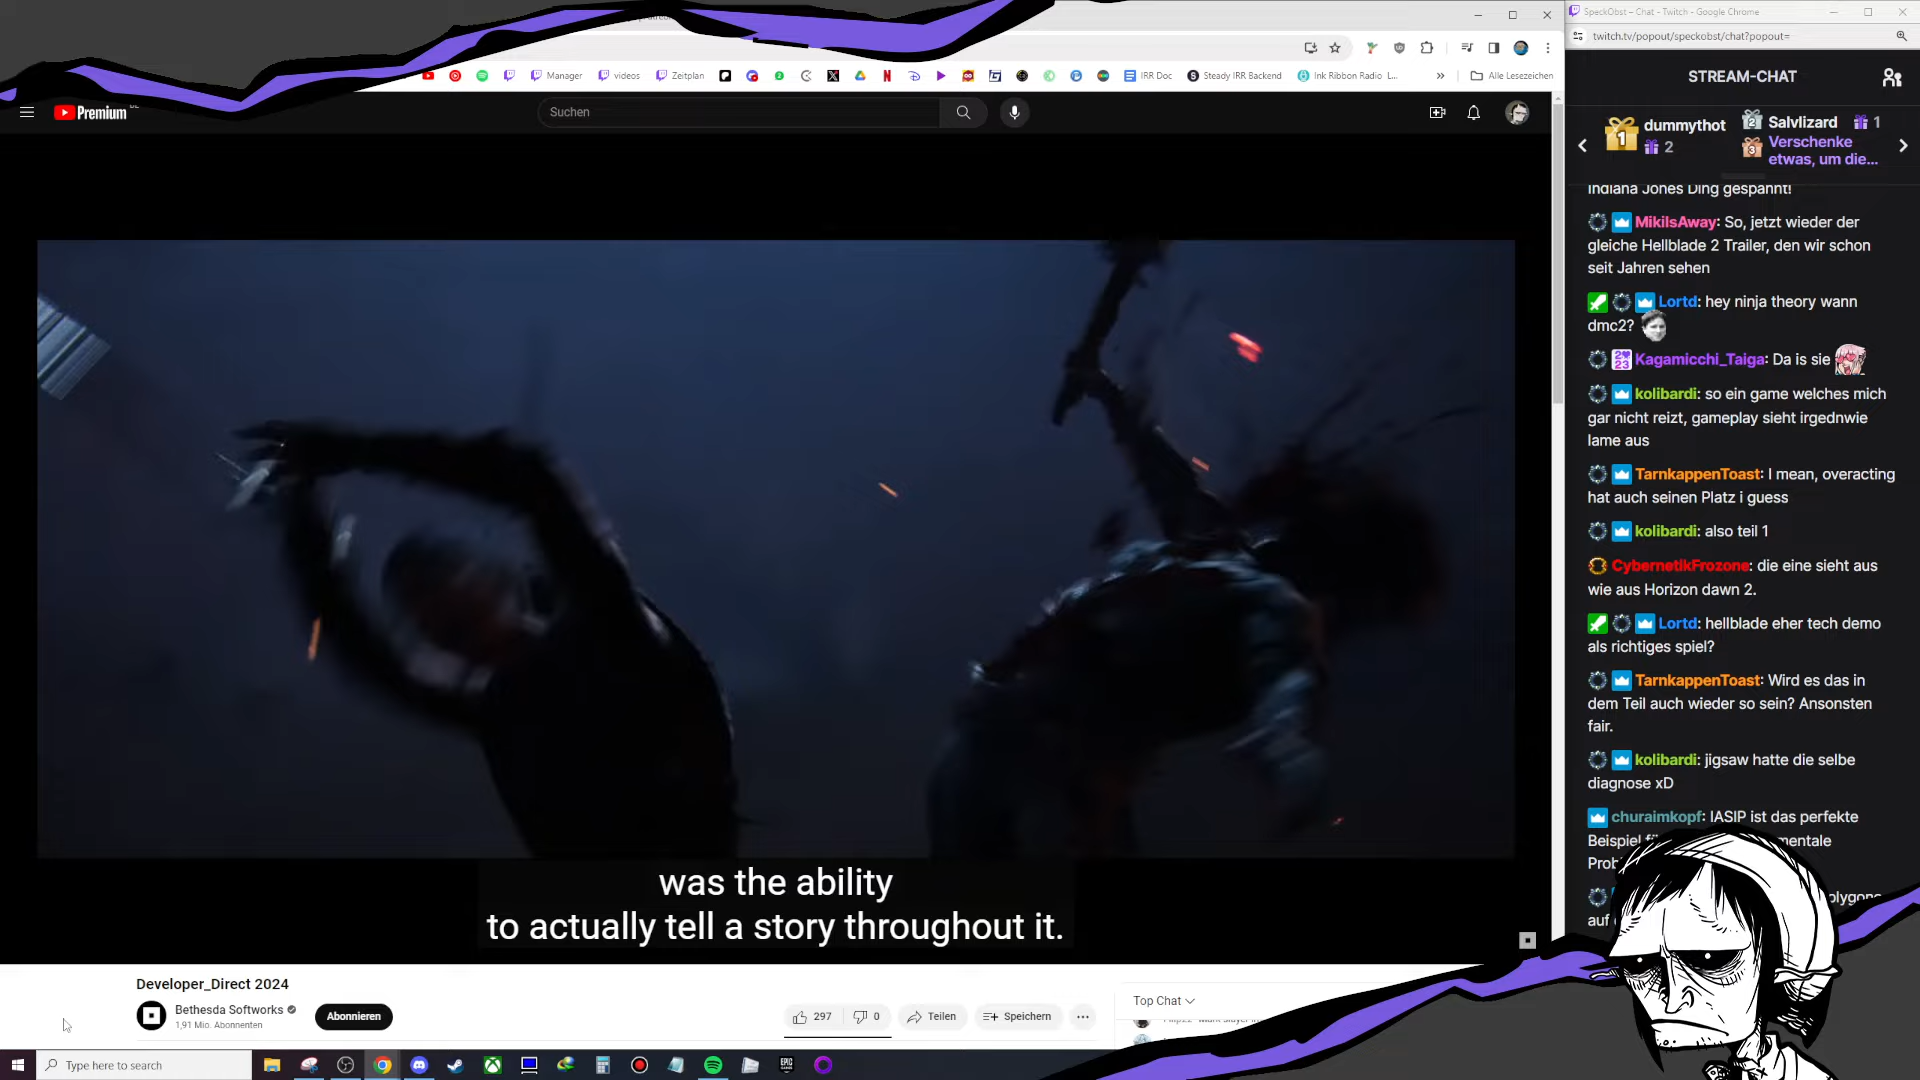 SpeckObst – Chat - Twitch - Google Chrome
twitch.tv/popout/speckobst/chat?popout=
Manager
videos
Zeitplan
IRR Doc
Steady IRR Backend
Ink Ribbon Radio L...
»
Alle Lesezeichen
Premium
Suchen
STREAM-CHAT
1 dummythot
2
2 Salvlizard 1
3 Verschenke
etwas, um die...
Indiana Jones Ding gespannt!
MikilsAway: So, jetzt wieder der
gleiche Hellblade 2 Trailer, den wir schon
seit Jahren sehen
Lortd: hey ninja theory wann
dmc2?
Kagamicchi_Taiga: Da is sie
kolibardi: so ein game welches mich
gar nicht reizt, gameplay sieht irgednwie
lame aus
TarnkappenToast: I mean, overacting
hat auch seinen Platz i guess
kolibardi: also teil 1
CybernetikFrozone: die eine sieht aus
wie aus Horizon dawn 2.
Lortd: hellblade eher tech demo
als richtiges spiel?
TarnkappenToast: Wird es das in
dem Teil auch wieder so sein? Ansonsten
fair.
kolibardi: jigsaw hatte die selbe
diagnose xD
churaimkopf: IASIP ist das perfekte
Beispiel
auf
was the ability
to actually tell a story throughout it.
Developer_Direct 2024
Bethesda Softworks
1,91 Mio. Abonnenten
Abonnieren
297
0
Teilen
Speichern
Top Chat
Type here to search